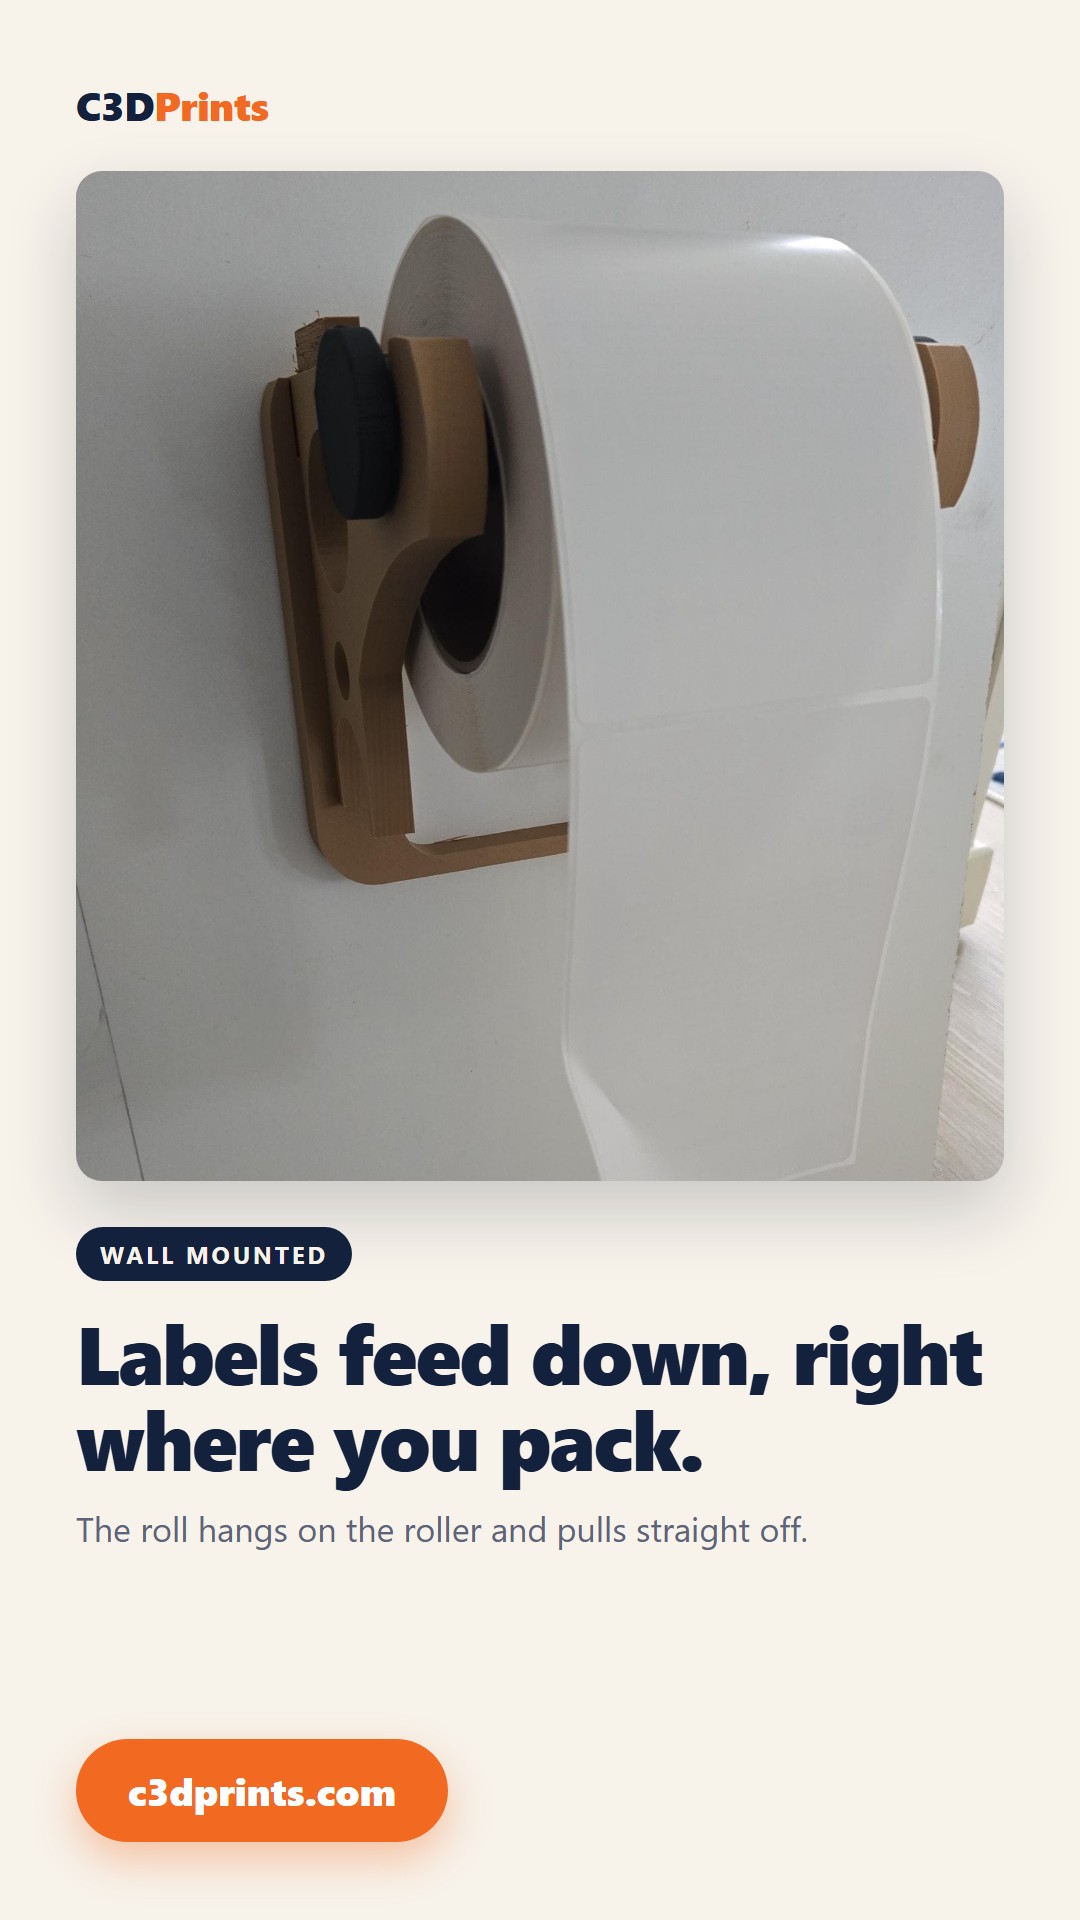 C3DPrints
WALL MOUNTED
Labels feed down, right
where you pack.
The roll hangs on the roller and pulls straight off.
c3dprints.com